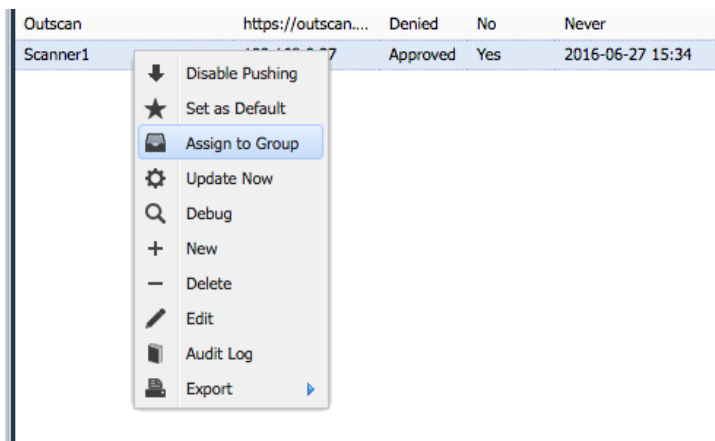 Outscan https://outscan.... Denied No Never
Scanner1 Approved Yes 2016-06-27 15:34
Disable Pushing
Set as Default
Assign to Group
Update Now
Debug
New
Delete
Edit
Audit Log
Export